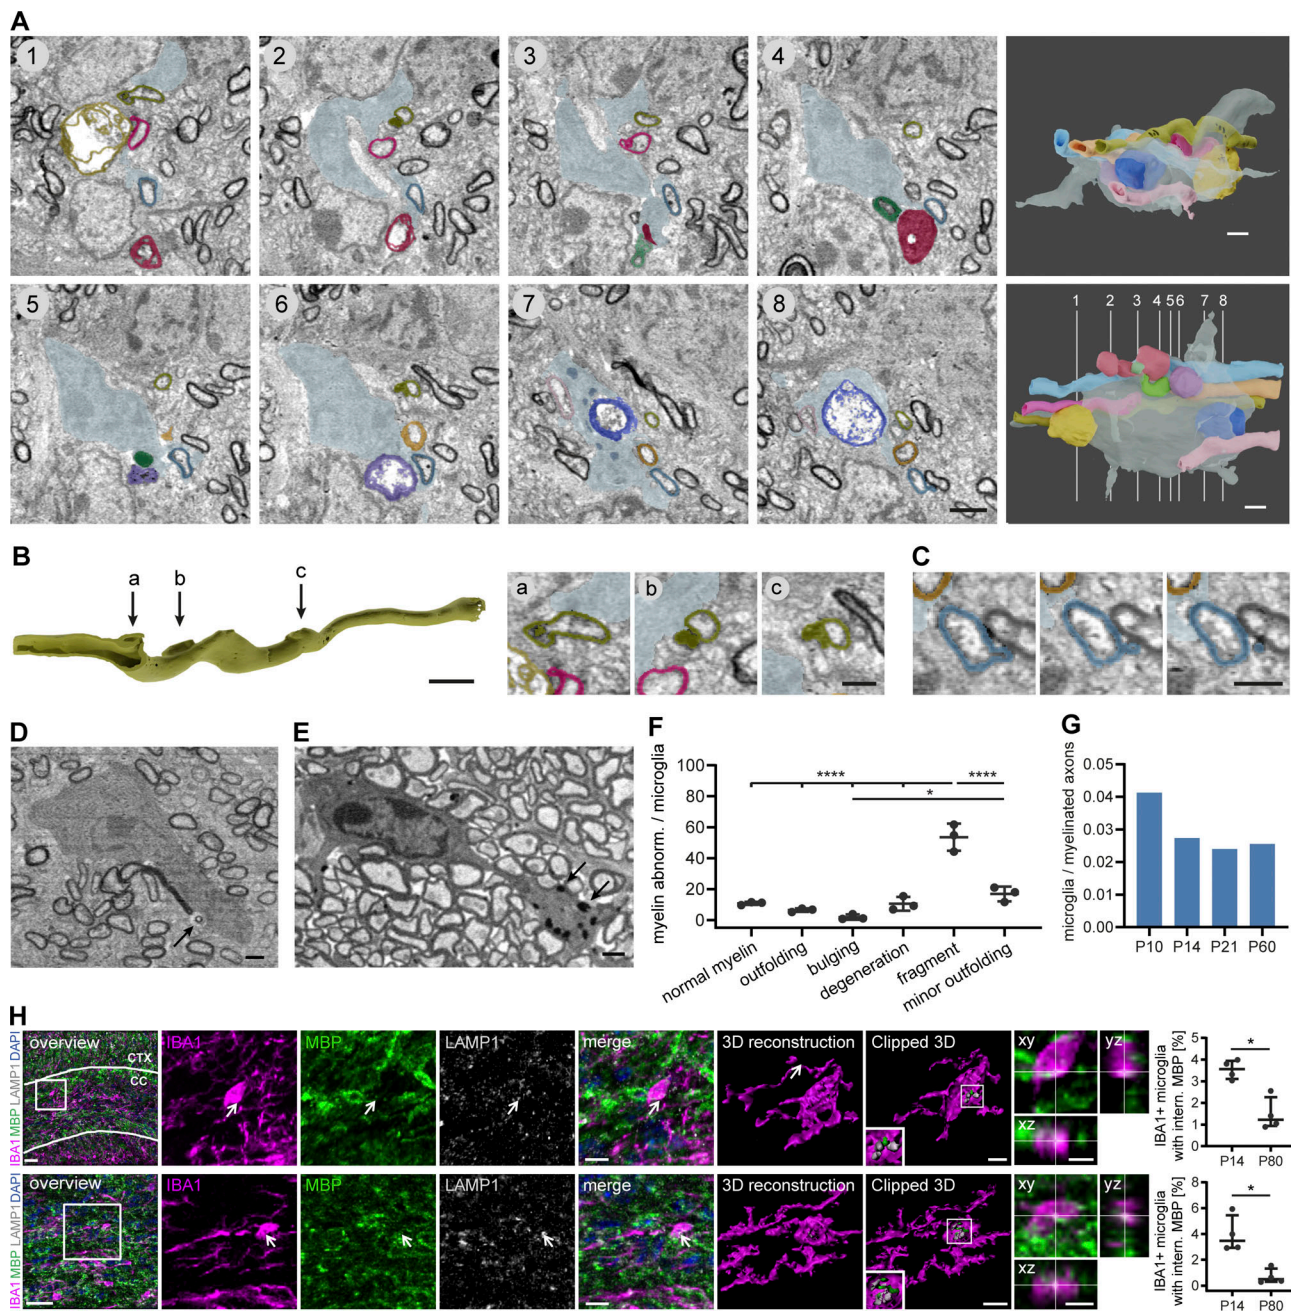 A
1
2
3
4
5
6
7
8
1 2 3 4 5 6 7 8
B
a
b
c
a
b
c
C
D
E
F
myelin abnorm. / microglia
100
80
60
40
20
0
****
****
*
normal myelin
outfolding
bulging
degeneration
fragment
minor outfolding
G
microglia / myelinated axons
0.05
0.04
0.03
0.02
0.01
0.00
P10 P14 P21 P60
H
IBA1 MBP LAMP1 DAPI
overview
ctx
cc
IBA1
MBP
LAMP1
merge
3D reconstruction
Clipped 3D
xy
yz
xz
IBA1+ microglia
with intern. MBP [%]
5
4
3
2
1
0
*
P14 P80
IBA1 MBP LAMP1 DAPI
overview
IBA1
MBP
LAMP1
merge
3D reconstruction
Clipped 3D
xy
yz
xz
IBA1+ microglia
with intern. MBP [%]
8
6
4
2
0
*
P14 P80